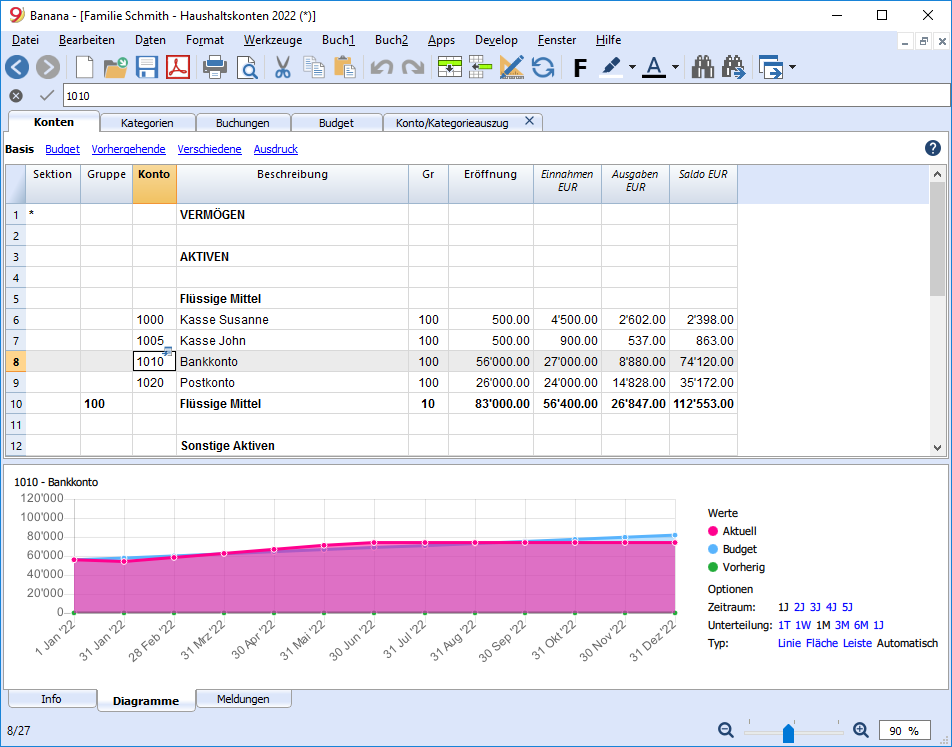 Banana - [Familie Schmith - Haushaltskonten 2022 (*)]
Datei Bearbeiten Daten Format Werkzeuge Buch1 Buch2 Apps Develop Fenster Hilfe
F A
1010
Konten Kategorien Buchungen Budget Konto/Kategorieauszug
Basis Budget Vorhergehende Verschiedene Ausdruck
Sektion Gruppe Konto Beschreibung Gr Eröffnung Einnahmen EUR Ausgaben EUR Saldo EUR
1 * VERMÖGEN
2
3 AKTIVEN
4
5 Flüssige Mittel
6 1000 Kasse Susanne 100 500.00 4'500.00 2'602.00 2'398.00
7 1005 Kasse John 100 500.00 900.00 537.00 863.00
8 1010 Bankkonto 100 56'000.00 27'000.00 8'880.00 74'120.00
9 1020 Postkonto 100 26'000.00 24'000.00 14'828.00 35'172.00
10 100 Flüssige Mittel 10 83'000.00 56'400.00 26'847.00 112'553.00
11
12 Sonstige Aktiven
1010 - Bankkonto
120'000
100'000
80'000
60'000
40'000
20'000
0
1 Jan '22 31 Jan '22 28 Feb '22 31 Mrz '22 30 Apr '22 31 Mai '22 30 Jun '22 31 Jul '22 31 Aug '22 30 Sep '22 31 Okt '22 30 Nov '22 31 Dez '22
Werte
Aktuell
Budget
Vorherig
Optionen
Zeitraum: 1J 2J 3J 4J 5J
Unterteilung: 1T 1W 1M 3M 6M 1J
Typ: Linie Fläche Leiste Automatisch
Info Diagramme Meldungen
8/27 90 %